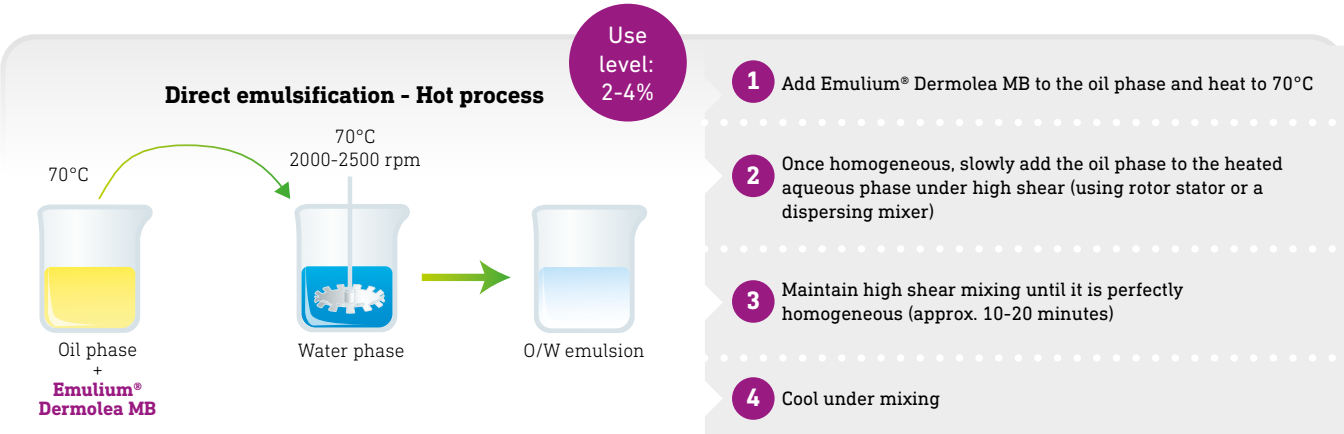 Use
level:
2-4%
Direct emulsification - Hot process
70°C
70°C
2000-2500 rpm
Oil phase
+
Emulium®
Dermolea MB
Water phase
O/W emulsion
1
Add Emulium® Dermolea MB to the oil phase and heat to 70°C
2
Once homogeneous, slowly add the oil phase to the heated
aqueous phase under high shear (using rotor stator or a
dispersing mixer)
3
Maintain high shear mixing until it is perfectly
homogeneous (approx. 10-20 minutes)
4
Cool under mixing